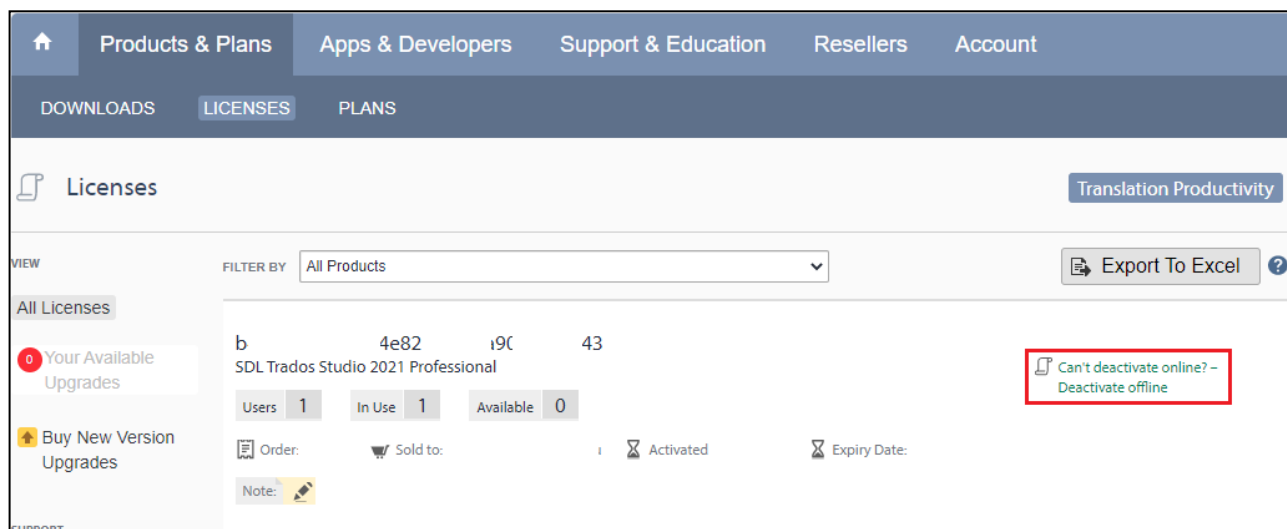 Products & Plans Apps & Developers Support & Education Resellers Account
DOWNLOADS LICENSES PLANS
Licenses
Translation Productivity
VIEW
FILTER BY All Products
Export To Excel ?
All Licenses
0 Your Available
Upgrades
Buy New Version
Upgrades
4e82 43
SDL Trados Studio 2021 Professional
Users 1 In Use 1 Available 0
Order: Sold to: Activated Expiry Date:
Note:
Can't deactivate online? –
Deactivate offline
SUPPORT